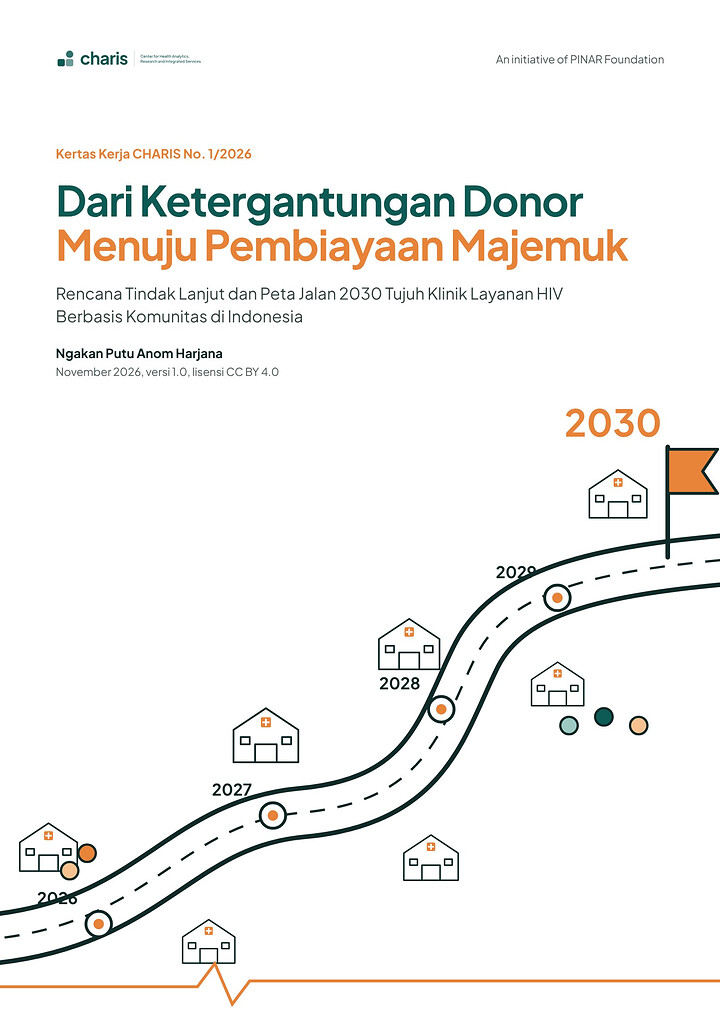 charis
Center for Health Analytics,
Research and Integrated Services
An initiative of PINAR Foundation
Kertas Kerja CHARIS No. 1/2026
Dari Ketergantungan Donor
Menuju Pembiayaan Majemuk
Rencana Tindak Lanjut dan Peta Jalan 2030 Tujuh Klinik Layanan HIV
Berbasis Komunitas di Indonesia
Ngakan Putu Anom Harjana
November 2026, versi 1.0, lisensi CC BY 4.0
2030
2029
2028
2027
2026